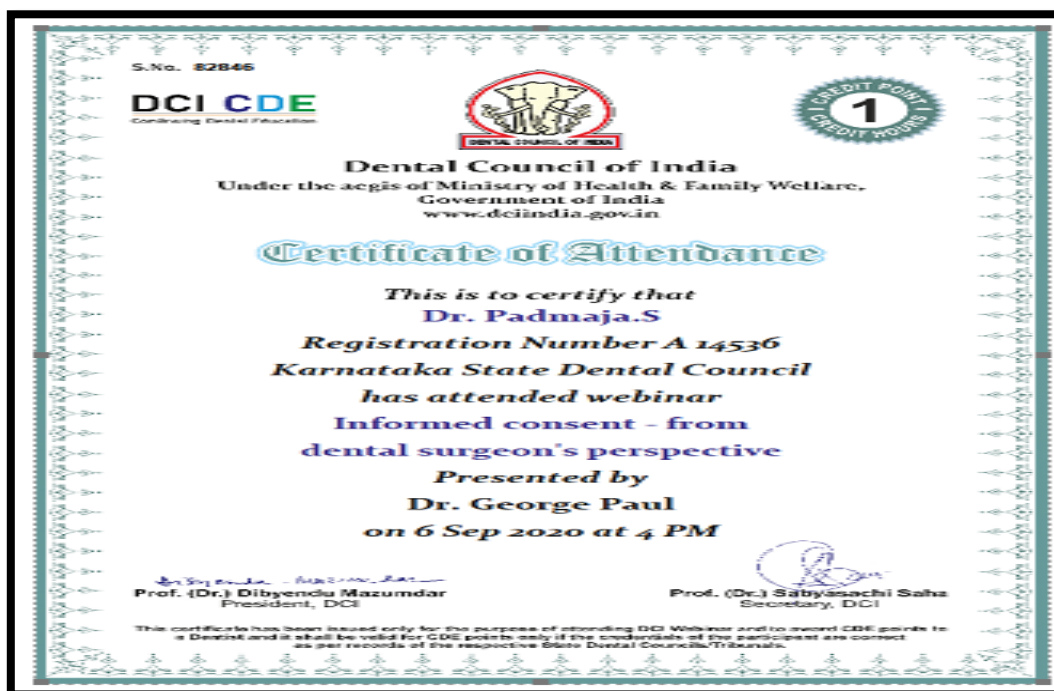 S.No. 82846
DCI CDE
Continuing Dental Education
DENTAL COUNCIL OF INDIA
CREDIT POINT
1
CREDIT HOURS
Dental Council of India
Under the aegis of Ministry of Health & Family Welfare,
Government of India
www.dciindia.gov.in
Certificate of Attendance
This is to certify that
Dr. Padmaja.S
Registration Number A 14536
Karnataka State Dental Council
has attended webinar
Informed consent - from
dental surgeon's perspective
Presented by
Dr. George Paul
on 6 Sep 2020 at 4 PM
Prof. (Dr.) Dibyendu Mazumdar
President, DCI
Prof. (Dr.) Sabyasachi Saha
Secretary, DCI
This certificate has been issued only for the purpose of attending DCI Webinar and to award CDE points to
a Dentist and it shall be valid for CDE points only if the credentials of the participant are correct
as per records of the respective State Dental Councils/Tribunals.